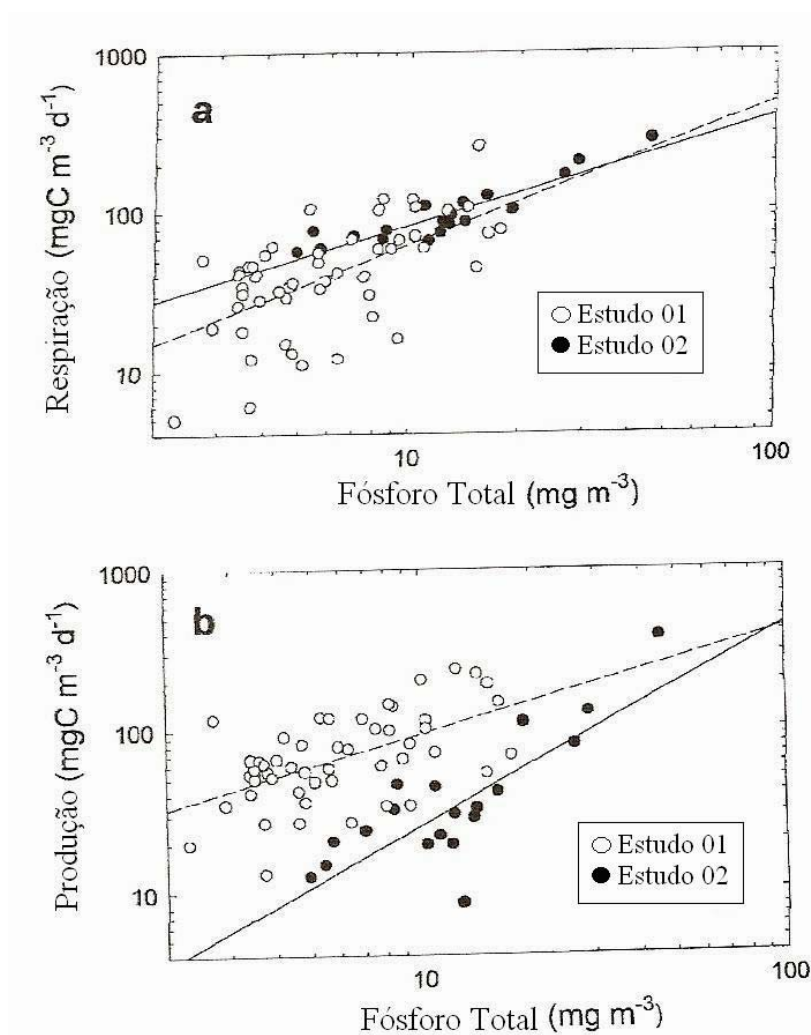 1000
a
100
10
Respiração (mgC m⁻³ d⁻¹)
Estudo 01
Estudo 02
10
100
Fósforo Total (mg m⁻³)
1000
b
100
10
Produção (mgC m⁻³ d⁻¹)
Estudo 01
Estudo 02
10
100
Fósforo Total (mg m⁻³)